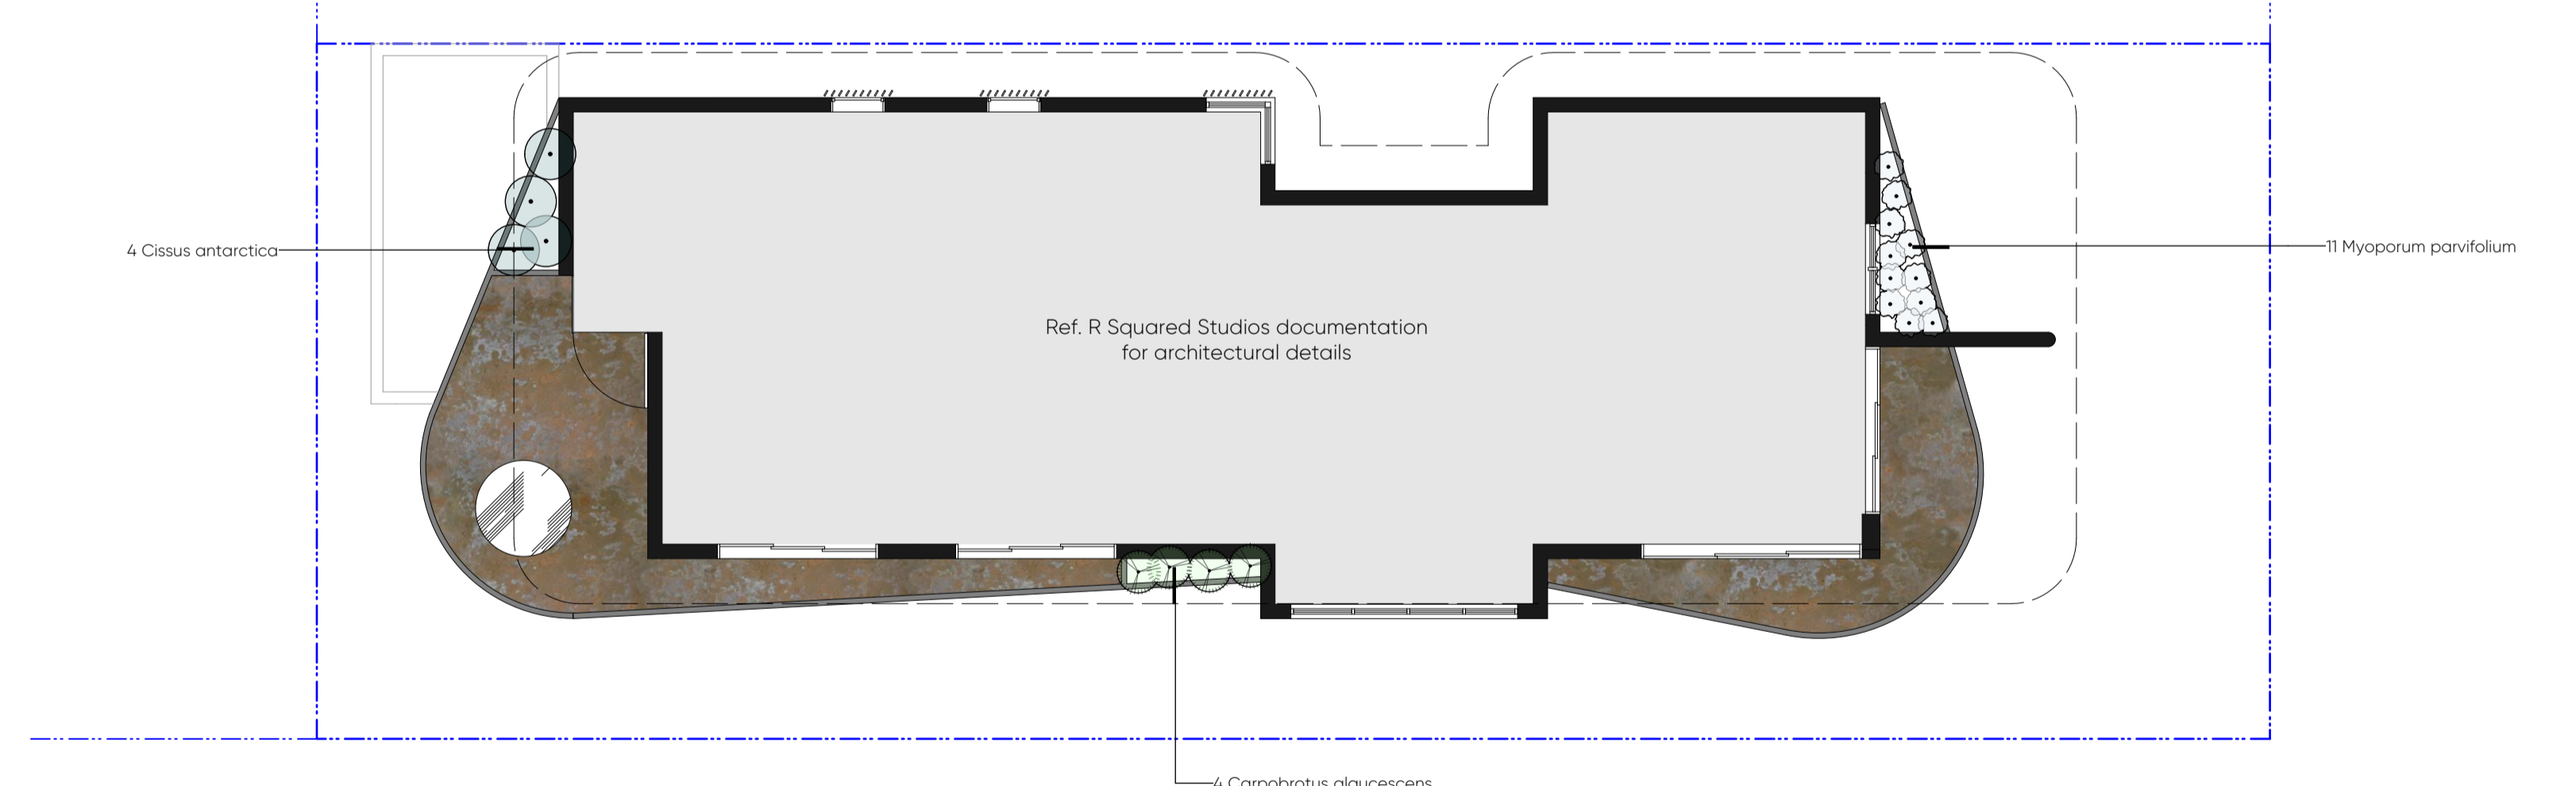 4 Cissus antarctica
11 Myoporum parvifolium
Ref. R Squared Studios documentation
for architectural details
4 Carpobrotus glaucescens